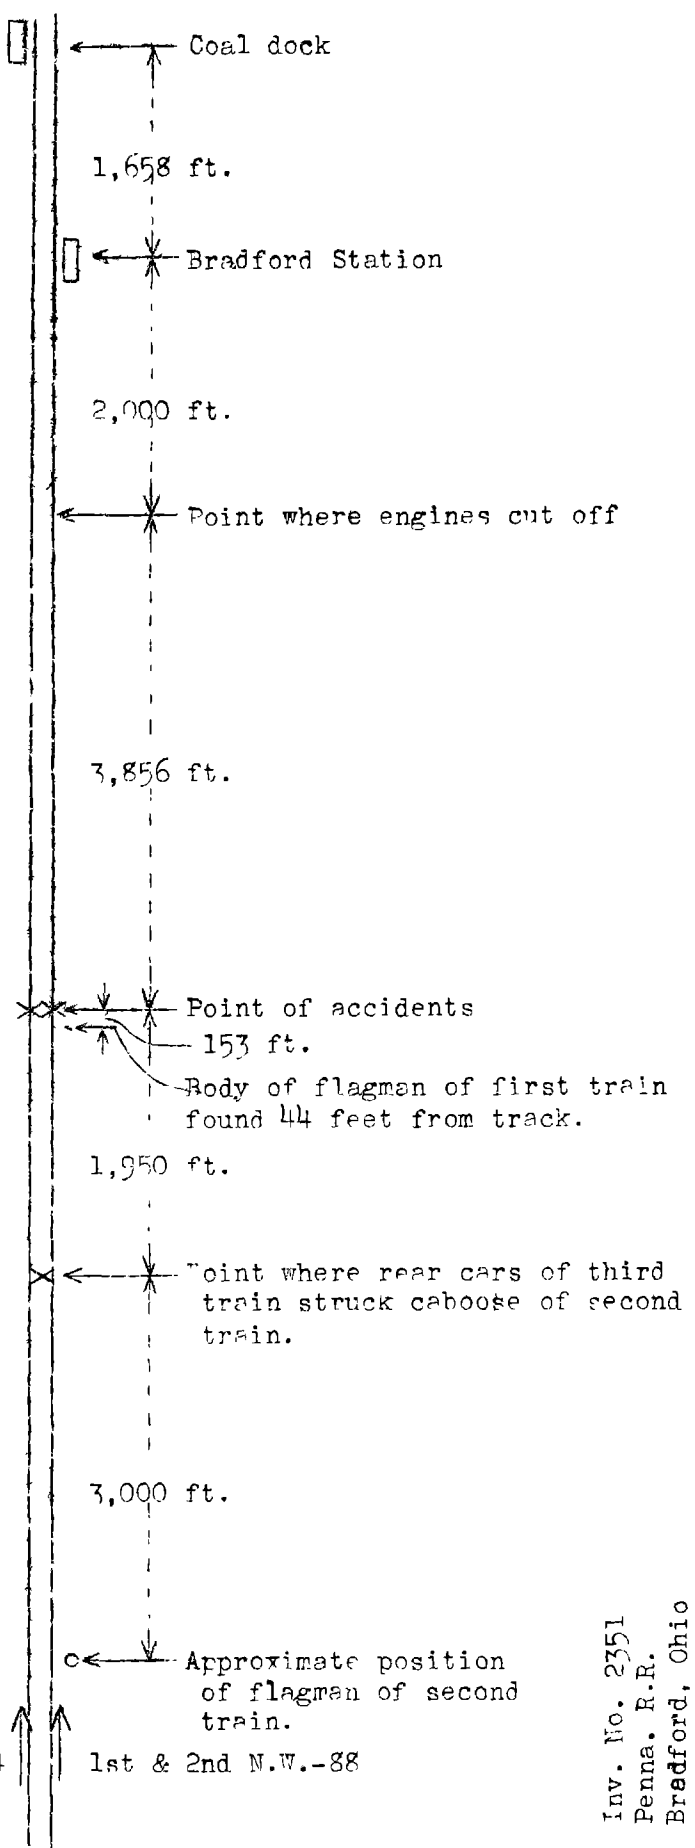 Coal dock
1,658 ft.
Bradford Station
2,000 ft.
Point where engines cut off
3,856 ft.
Point of accidents
153 ft.
Body of flagman of first train
found 44 feet from track.
1,950 ft.
Point where rear cars of third
train struck caboose of second
train.
3,000 ft.
Approximate position
of flagman of second
train.
1st & 2nd N.W.-88
Inv. No. 2351
Penna. R.R.
Bradford, Ohio